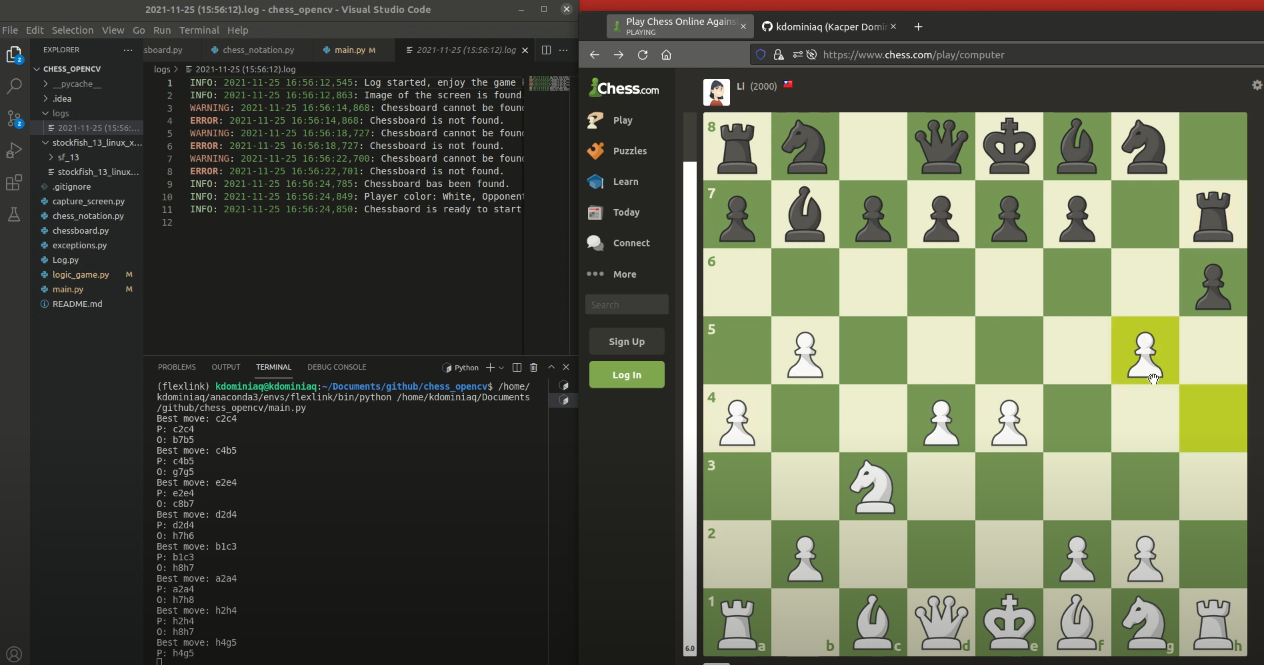 2021-11-25 (15:56:12).log - chess_opencv - Visual Studio Code
File Edit Selection View Go Run Terminal Help
EXPLORER
CHESS_OPENCV
__pycache__
.idea
logs
2021-11-25 (15:56:...
stockfish_13_linux_x...
sf_13
stockfish_13_linux...
.gitignore
capture_screen.py
chess_notation.py
chessboard.py
exceptions.py
Log.py
logic_game.py M
main.py M
README.md
2
2
sboard.py chess_notation.py main.py M 2021-11-25 (15:56:12).log
logs > 2021-11-25 (15:56:12).log
1 INFO: 2021-11-25 16:56:12,545: Log started, enjoy the game
2 INFO: 2021-11-25 16:56:12,863: Image of the screen is found
3 WARNING: 2021-11-25 16:56:14,868: Chessboard cannot be foun
4 ERROR: 2021-11-25 16:56:14,868: Chessboard is not found.
5 WARNING: 2021-11-25 16:56:18,727: Chessboard cannot be foun
6 ERROR: 2021-11-25 16:56:18,727: Chessboard is not found.
7 WARNING: 2021-11-25 16:56:22,700: Chessboard cannot be foun
8 ERROR: 2021-11-25 16:56:22,701: Chessboard is not found.
9 INFO: 2021-11-25 16:56:24,785: Chessboard bas been found.
10 INFO: 2021-11-25 16:56:24,849: Player color: White, Opponen
11 INFO: 2021-11-25 16:56:24,850: Chessbaord is ready to start
12
PROBLEMS OUTPUT TERMINAL DEBUG CONSOLE Python
(flexlink) kdominiaq@kdominiaq:~/Documents/github/chess_opencv$ /home/
kdominiaq/anaconda3/envs/flexlink/bin/python /home/kdominiaq/Documents
/github/chess_opencv/main.py
Best move: c2c4
P: c2c4
O: b7b5
Best move: c4b5
P: c4b5
O: g7g5
Best move: e2e4
P: e2e4
O: c8b7
Best move: d2d4
P: d2d4
O: h7h6
Best move: b1c3
P: b1c3
O: h8h7
Best move: a2a4
P: a2a4
O: h7h8
Best move: h2h4
P: h2h4
O: h8h7
Best move: h4g5
P: h4g5
Play Chess Online Agains
PLAYING
kdominiaq (Kacper Domi
https://www.chess.com/play/computer
Chess.com
Play
Puzzles
Learn
Today
Connect
More
Search
Sign Up
Log In
Li (2000)
6.0
8
7
6
5
4
3
2
1
a b c d e f g h